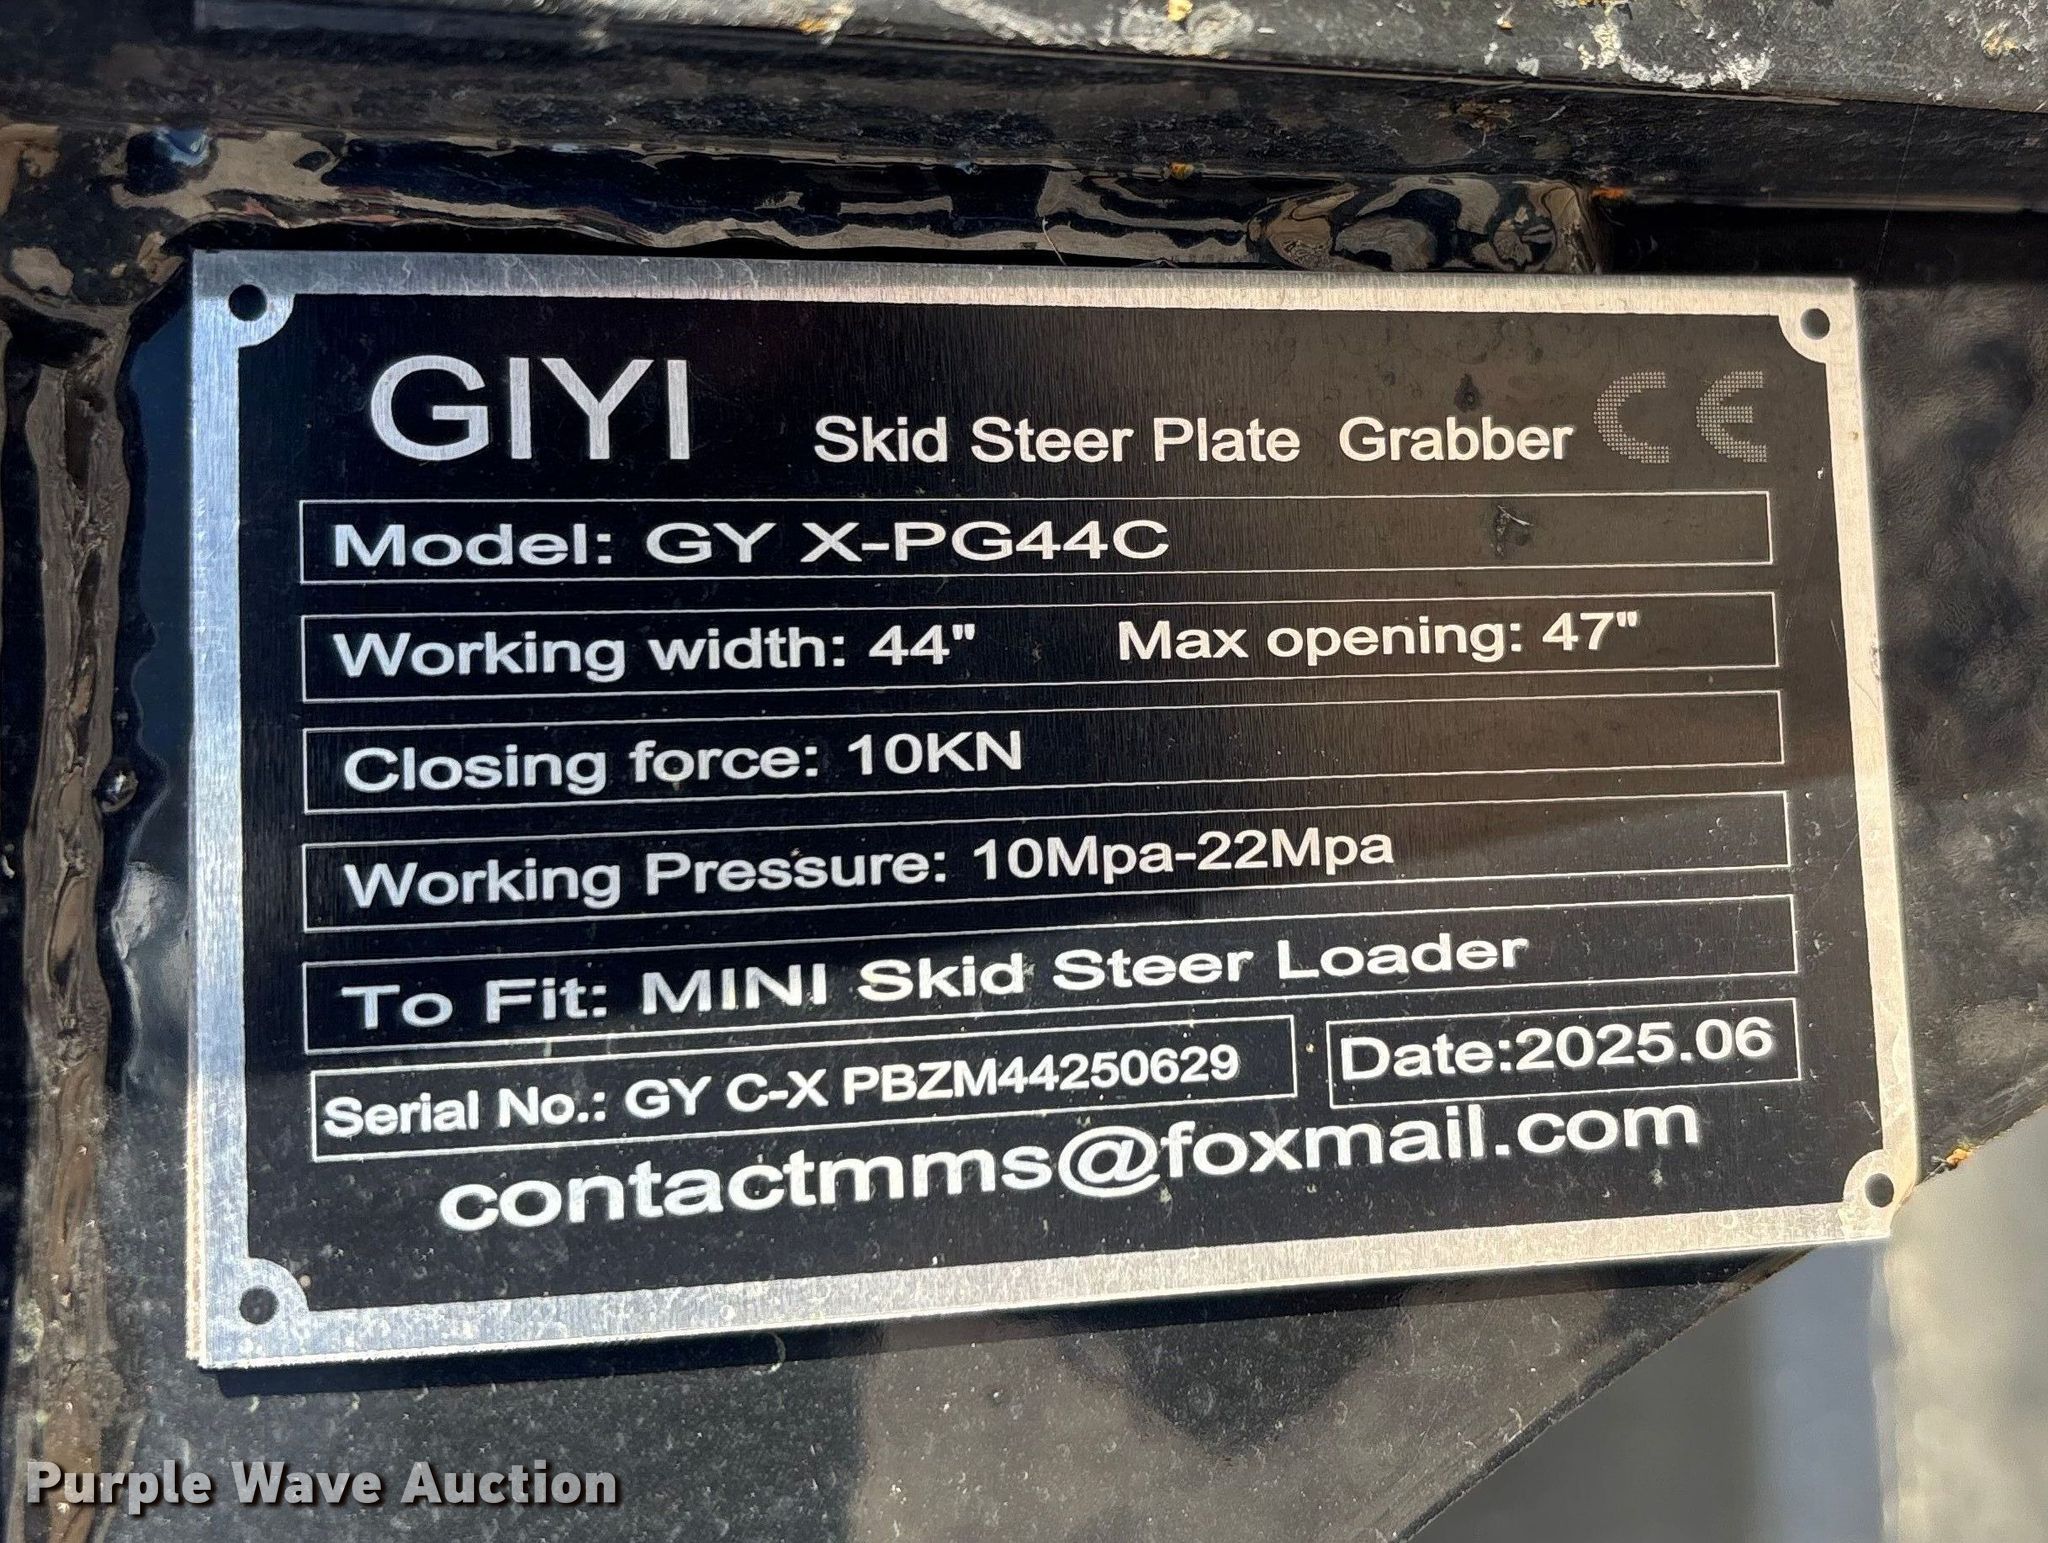 GIYI Skid Steer Plate Grabber CE
Model: GY X-PG44C
Working width: 44" Max opening: 47"
Closing force: 10KN
Working Pressure: 10Mpa-22Mpa
To Fit: MINI Skid Steer Loader
Serial No.: GY C-X PBZM44250629 Date:2025.06
contactmms@foxmail.com
Purple Wave Auction